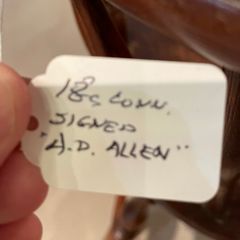 18c CONN.
SIGNED
"A.D. ALLEN"